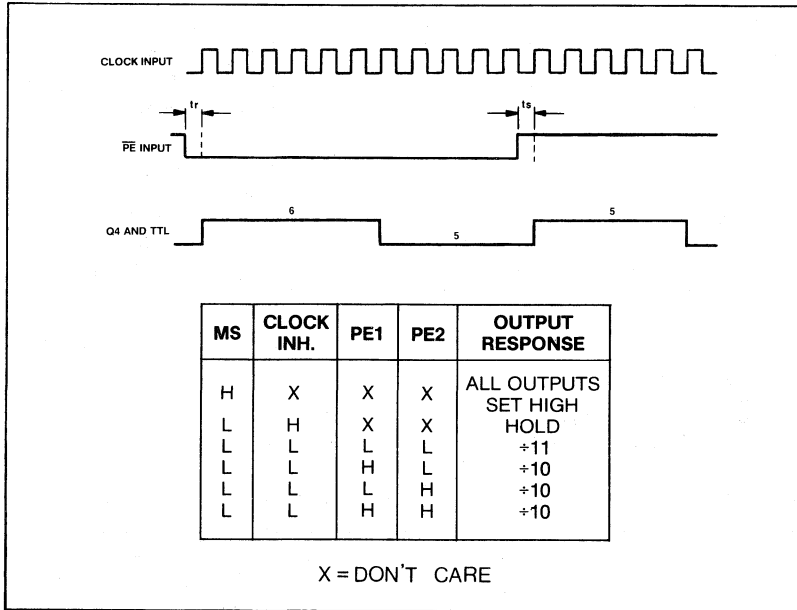 CLOCK INPUT
tr
ts
PE INPUT
6
5
5
Q4 AND TTL
MS CLOCK INH. PE1 PE2 OUTPUT RESPONSE
H X X X ALL OUTPUTS SET HIGH
L H X X HOLD
L L L L ÷11
L L H L ÷10
L L L H ÷10
L L H H ÷10
X = DON'T CARE